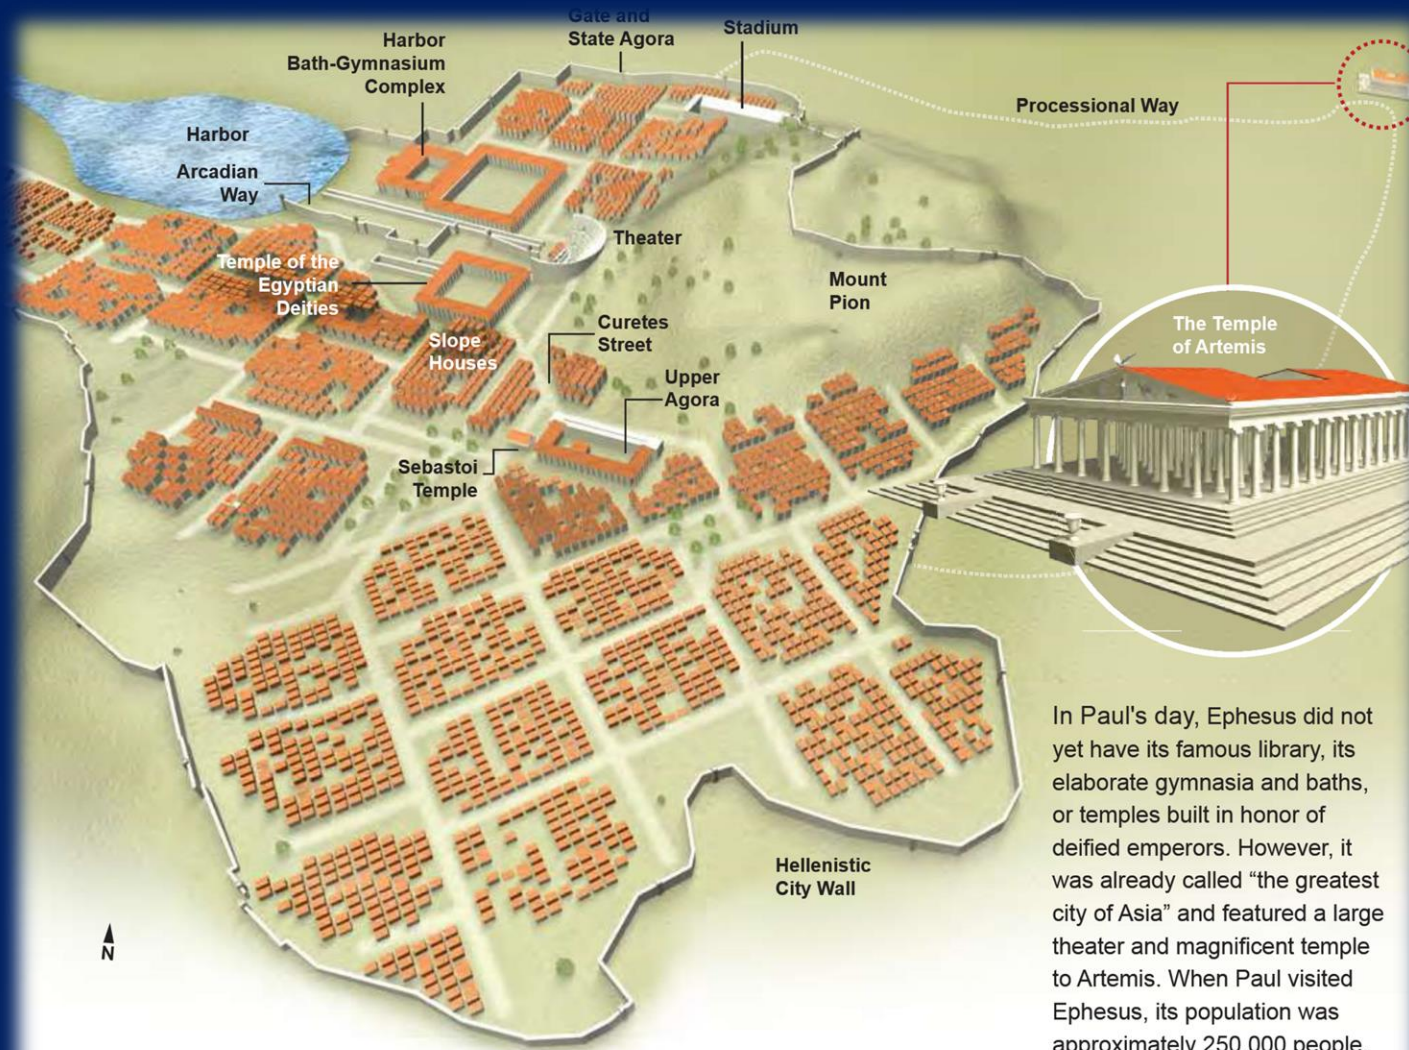 Gate and
State Agora
Stadium
Harbor
Bath-Gymnasium
Complex
Processional Way
Harbor
Arcadian
Way
Theater
Temple of the
Egyptian
Deities
Mount
Pion
Curetes
Street
Slope
Houses
The Temple
of Artemis
Upper
Agora
Sebastoi
Temple
Hellenistic
City Wall
N
In Paul's day, Ephesus did not
yet have its famous library, its
elaborate gymnasia and baths,
or temples built in honor of
deified emperors. However, it
was already called “the greatest
city of Asia” and featured a large
theater and magnificent temple
to Artemis. When Paul visited
Ephesus, its population was
approximately 250,000 people.